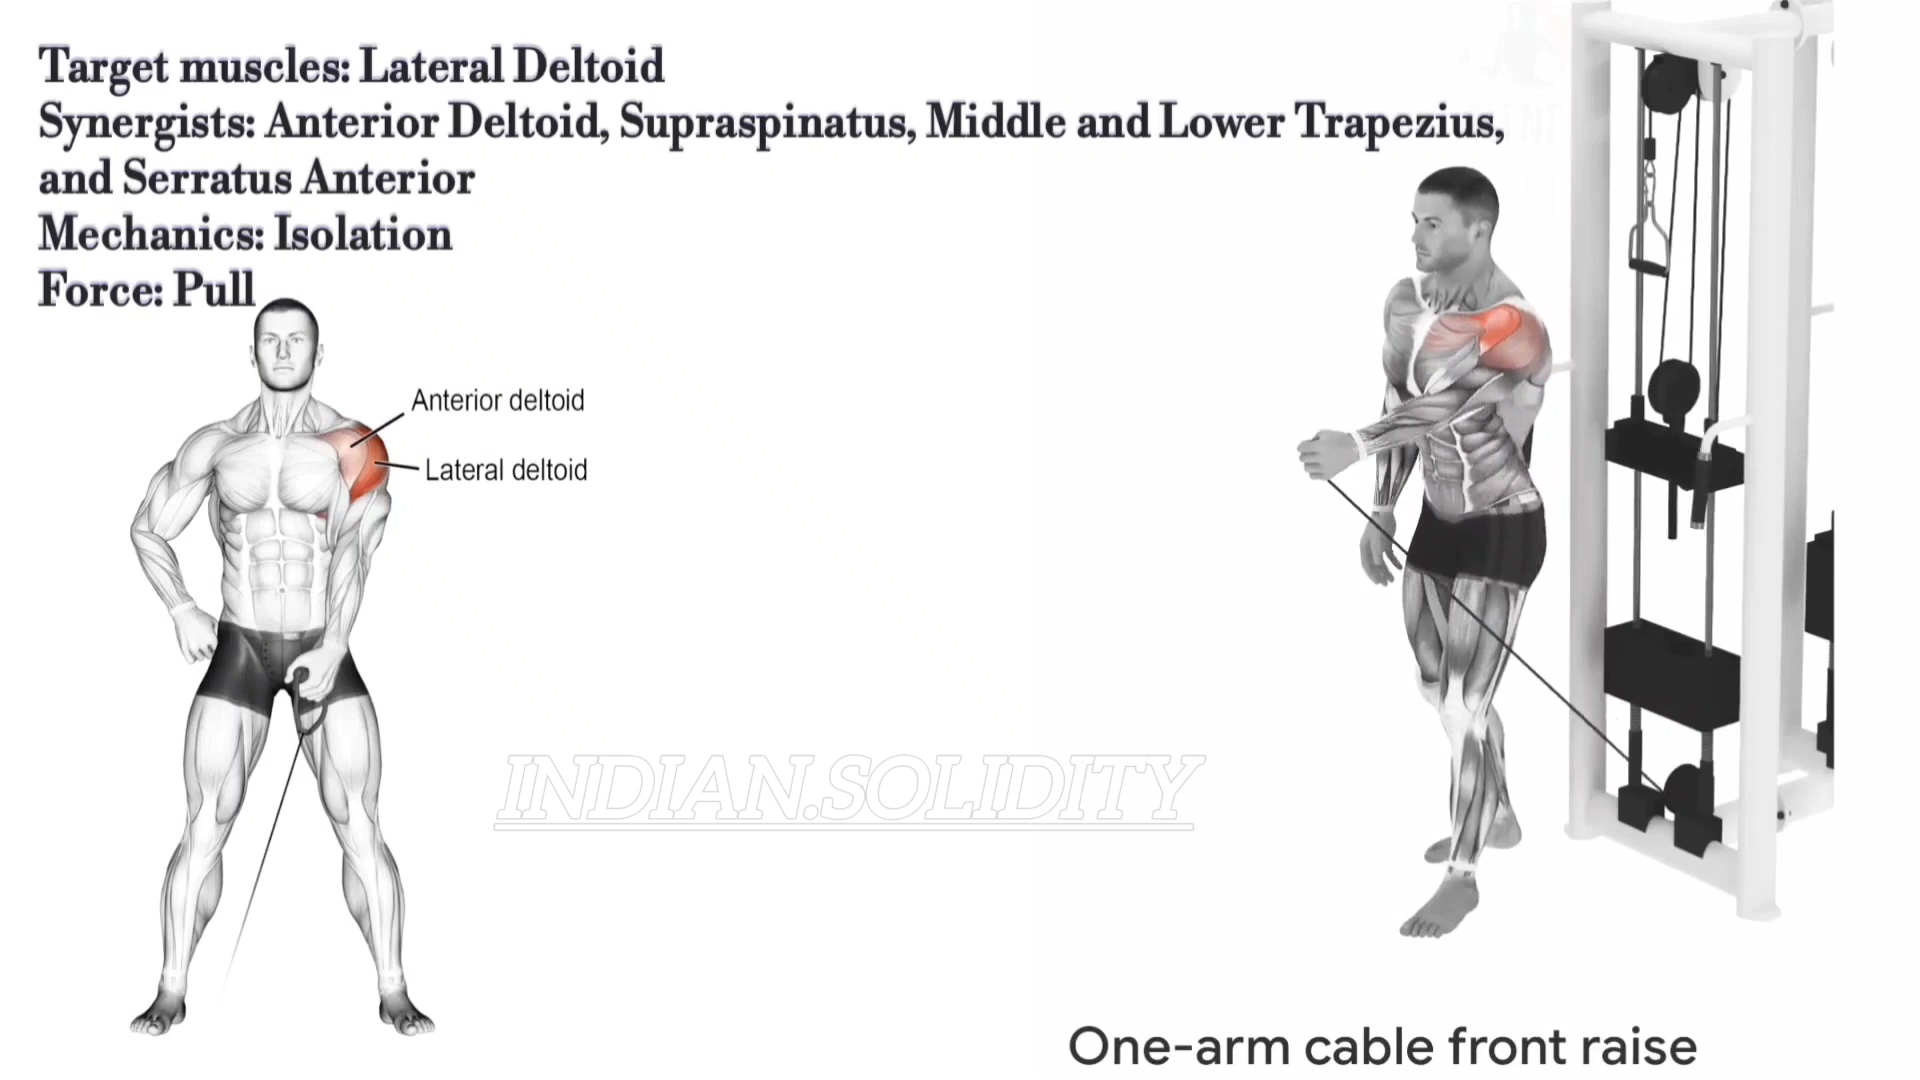 Target muscles: Lateral Deltoid
Synergists: Anterior Deltoid, Supraspinatus, Middle and Lower Trapezius,
and Serratus Anterior
Mechanics: Isolation
Force: Pull
Anterior deltoid
Lateral deltoid
INDIAN.SOLIDITY
One-arm cable front raise